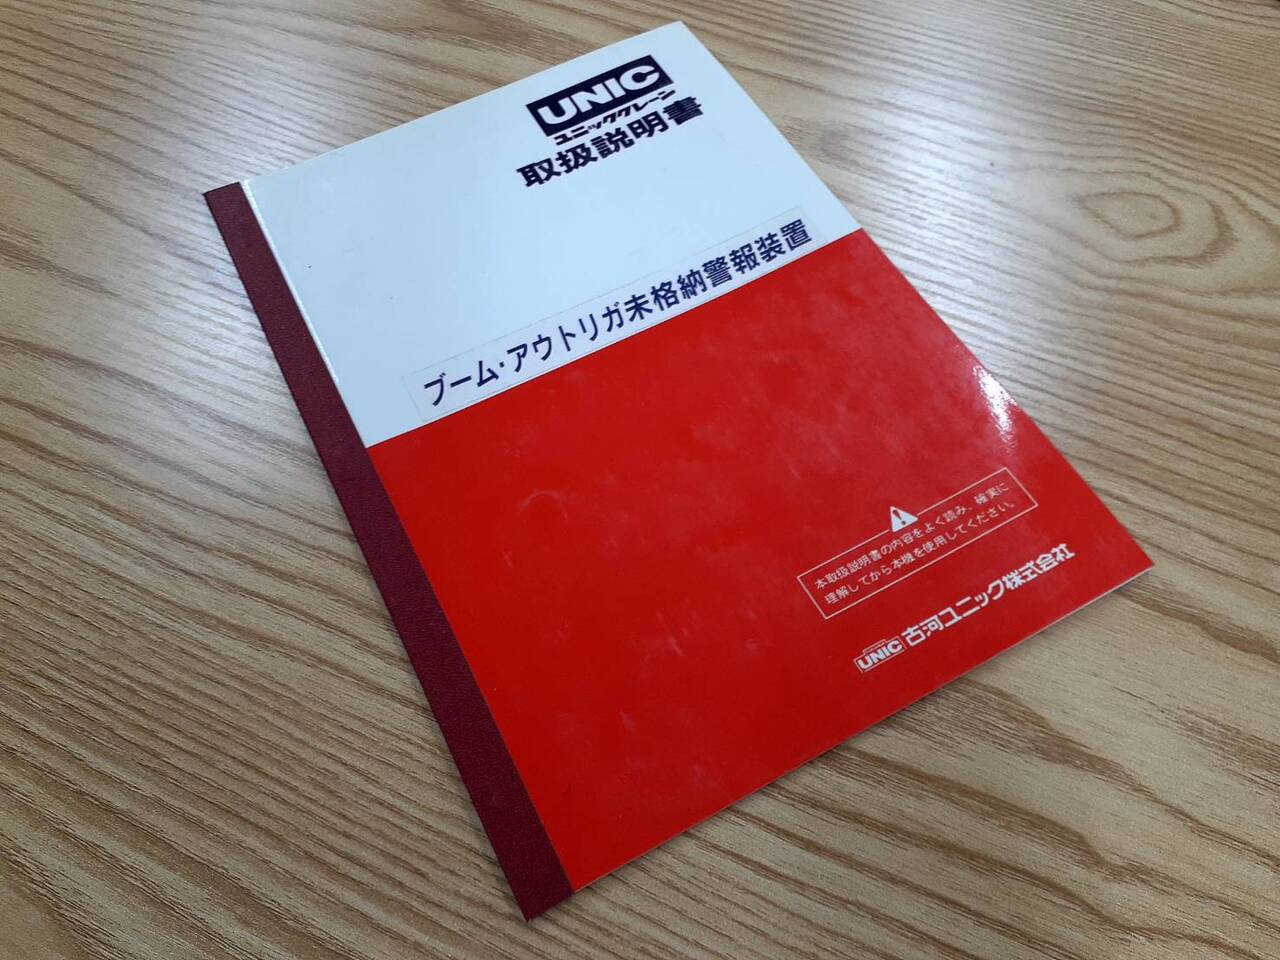 UNIC
ユニッククレーン
取扱説明書
ブーム・アウトリガ未格納警報装置
本取扱説明書の内容をよく読み、確実に
理解してから本機を使用してください。
UNIC 古河ユニック株式会社